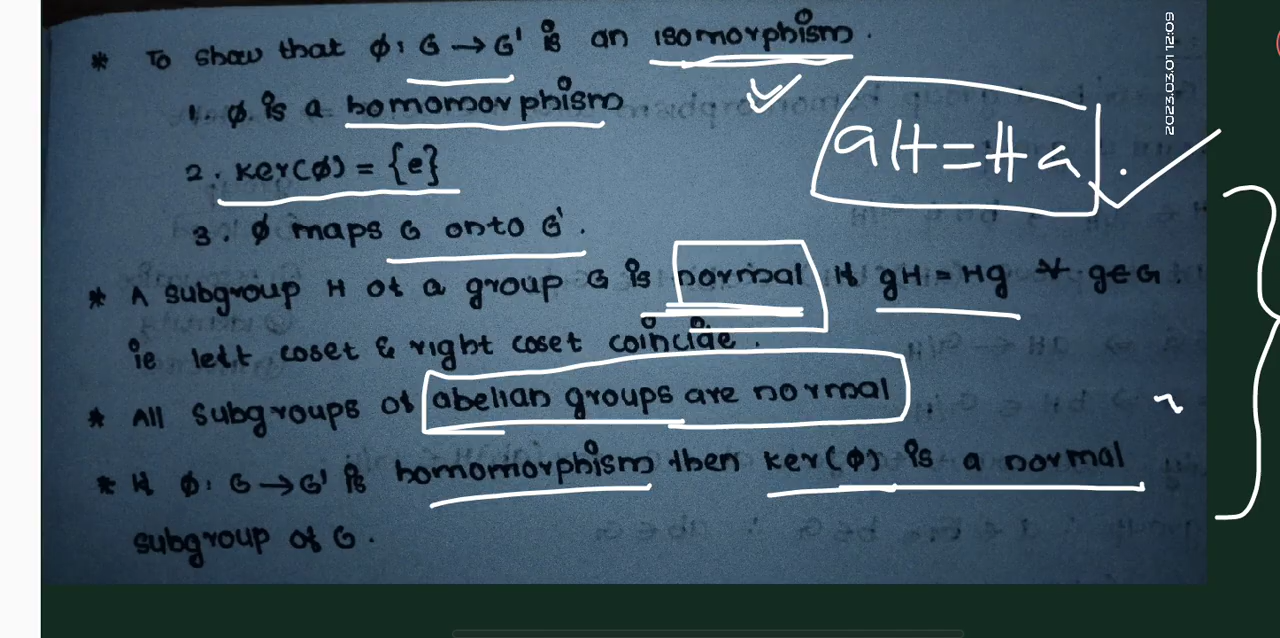 * To show that φ: G → G' is an isomorphism.
1. φ is a homomorphism
2. Ker(φ) = {e}
3. φ maps G onto G'.
aH = Ha
* A subgroup H of a group G is normal if gH = Hg ∀ g∈G.
ie left coset & right coset coincide.
* All subgroups of abelian groups are normal
* If φ: G → G' is homomorphism then ker(φ) is a normal
subgroup of G.
2023.03.01 12:09